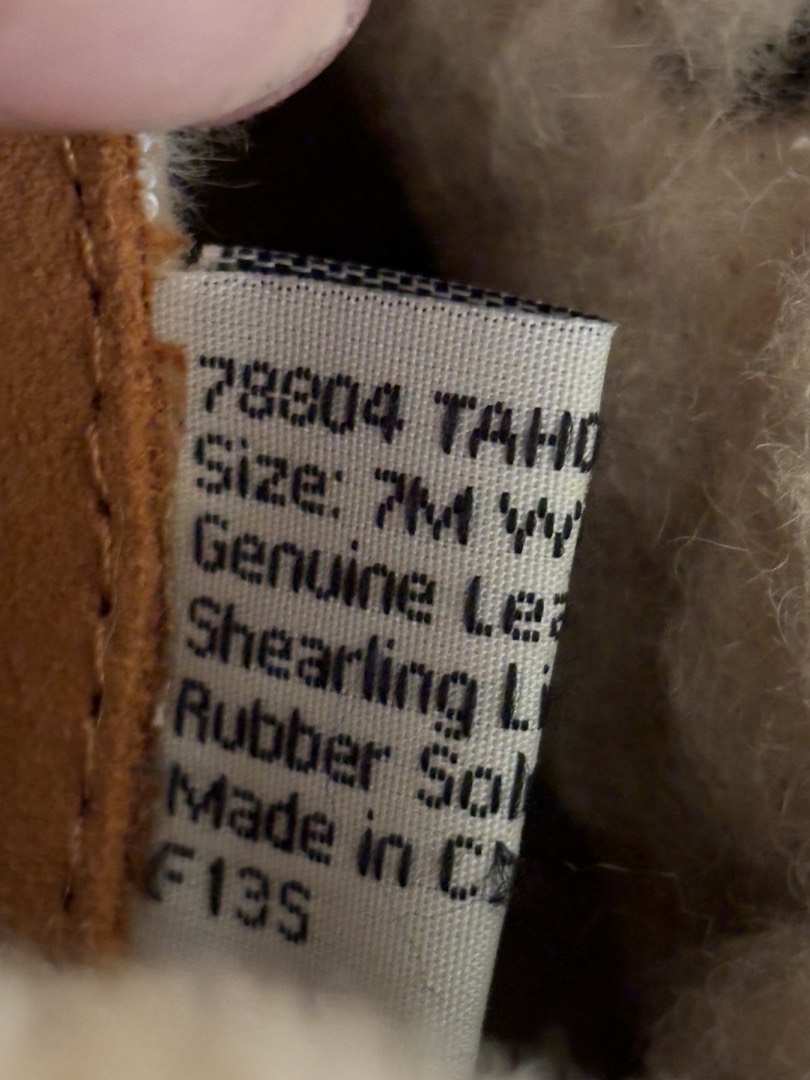 78804 TAHO
Size: 7M W
Genuine Lea
Shearling Li
Rubber Sol
Made in C
F13S